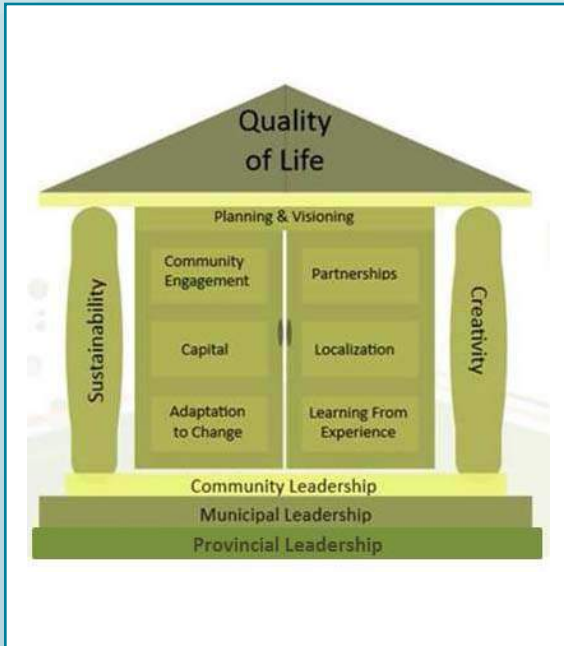 Quality
of Life
Planning & Visioning
Sustainability
Community
Engagement
Partnerships
Capital
Localization
Adaptation
to Change
Learning From
Experience
Creativity
Community Leadership
Municipal Leadership
Provincial Leadership